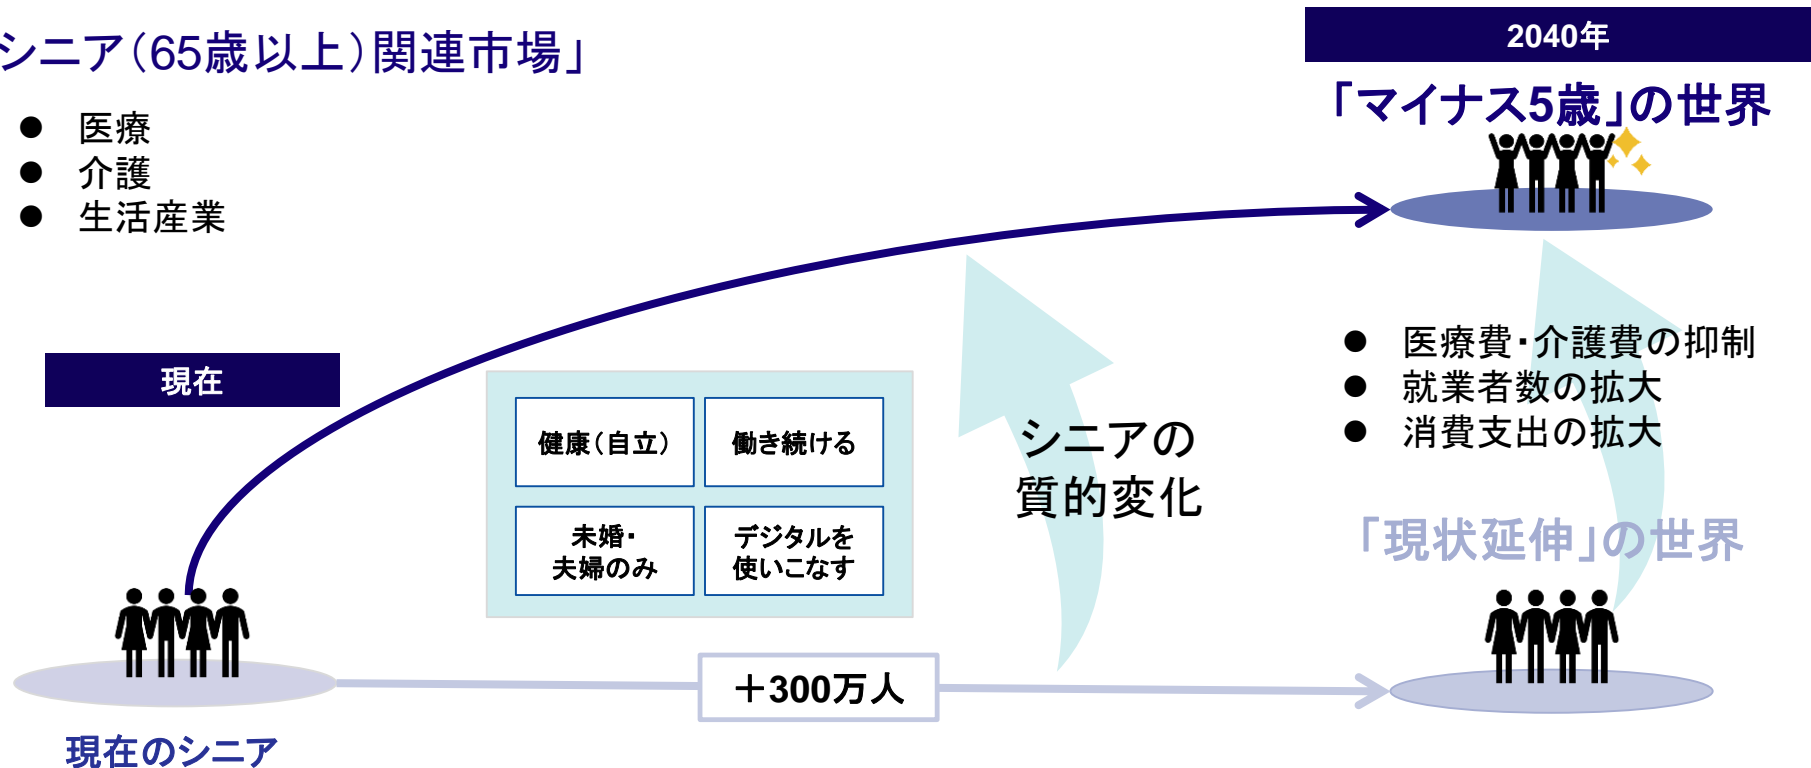 シニア（65歳以上）関連市場」
● 医療
● 介護
● 生活産業
2040年
「マイナス5歳」の世界
現在
健康（自立）
働き続ける
未婚・
夫婦のみ
デジタルを
使いこなす
シニアの
質的変化
● 医療費・介護費の抑制
● 就業者数の拡大
● 消費支出の拡大
「現状延伸」の世界
＋300万人
現在のシニア